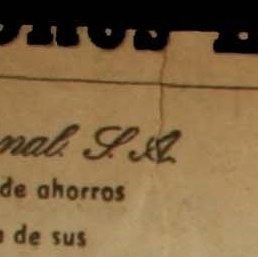 nal. S. A.
de ahorros
de sus